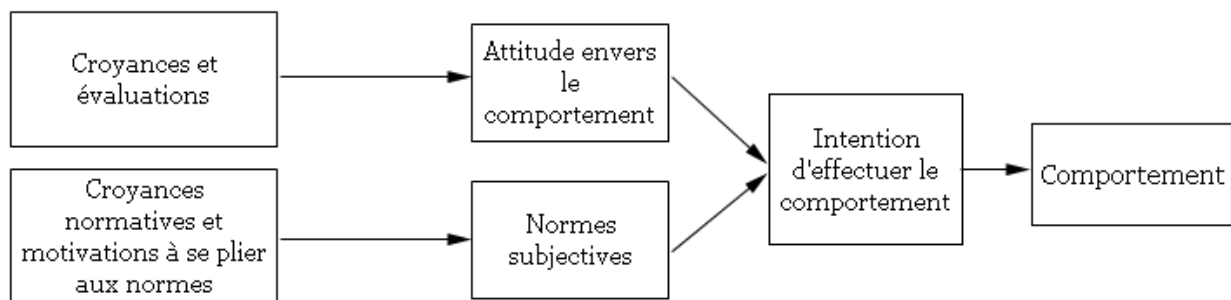 Croyances et
évaluations
Attitude envers
le
comportement
Croyances
normatives et
motivations à se plier
aux normes
Normes
subjectives
Intention
d'effectuer le
comportement
Comportement